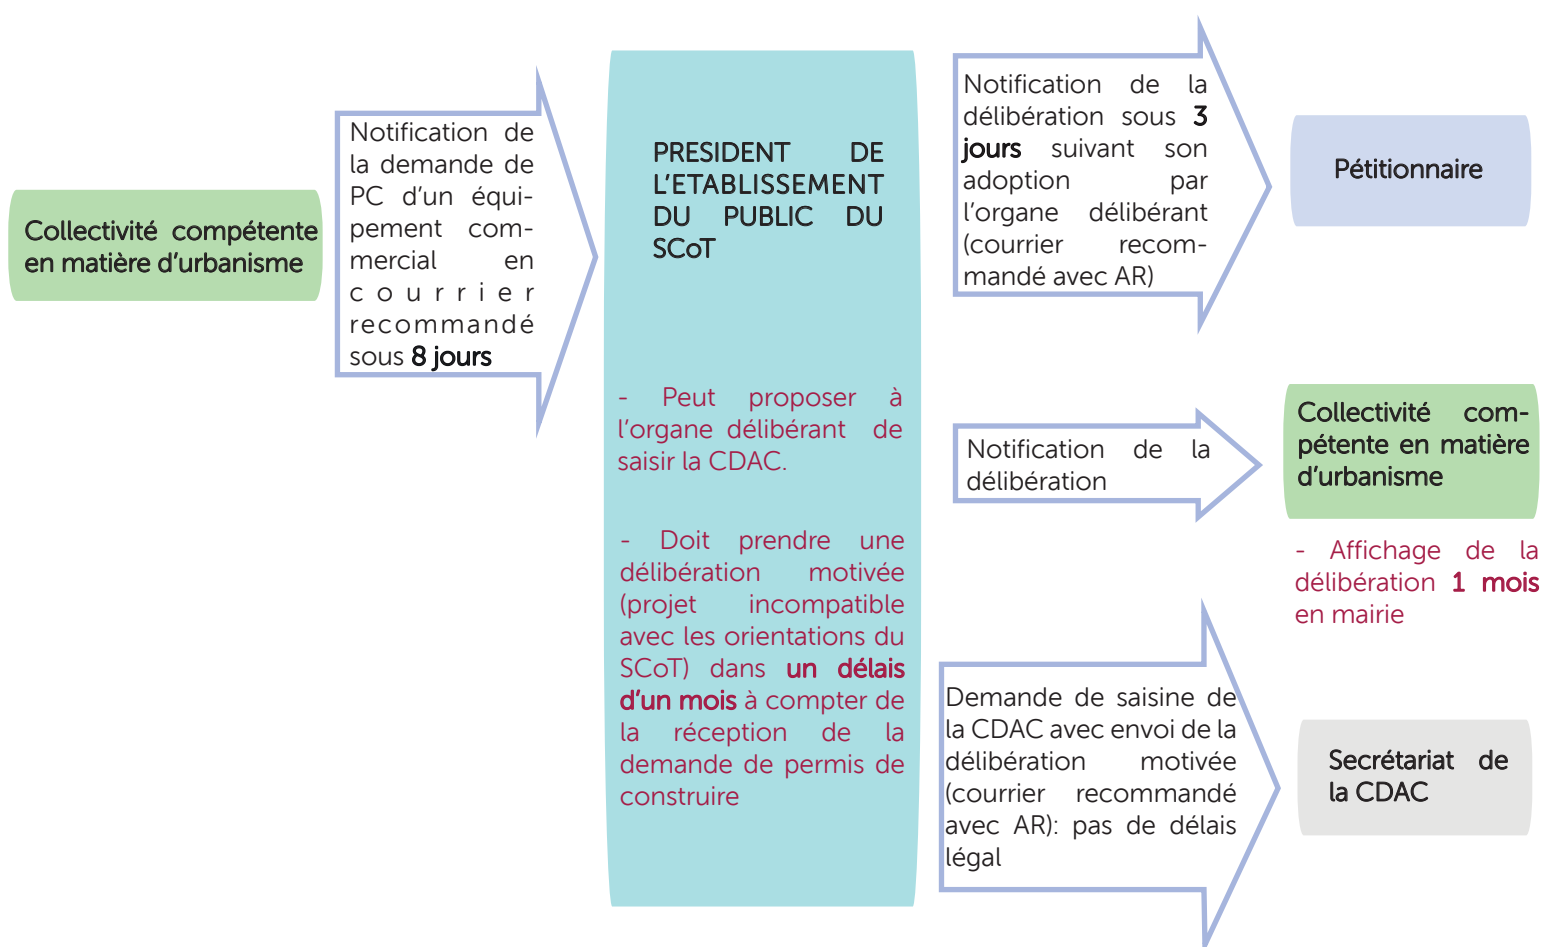 Collectivité compétente
en matière d'urbanisme
Notification de
la demande de
PC d'un équi-
pement com-
mercial en
courrier
recommandé
sous 8 jours
PRESIDENT DE
L'ETABLISSEMENT
DU PUBLIC DU
SCoT
- Peut proposer à
l'organe délibérant de
saisir la CDAC.
- Doit prendre une
délibération motivée
(projet incompatible
avec les orientations du
SCoT) dans un délais
d'un mois à compter de
la réception de la
demande de permis de
construire
Notification de la
délibération sous 3
jours suivant son
adoption par
l'organe délibérant
(courrier recom-
mandé avec AR)
Pétitionnaire
Notification de la
délibération
Collectivité com-
pétente en matière
d'urbanisme
- Affichage de la
délibération 1 mois
en mairie
Demande de saisine de
la CDAC avec envoi de la
délibération motivée
(courrier recommandé
avec AR): pas de délais
légal
Secrétariat de
la CDAC